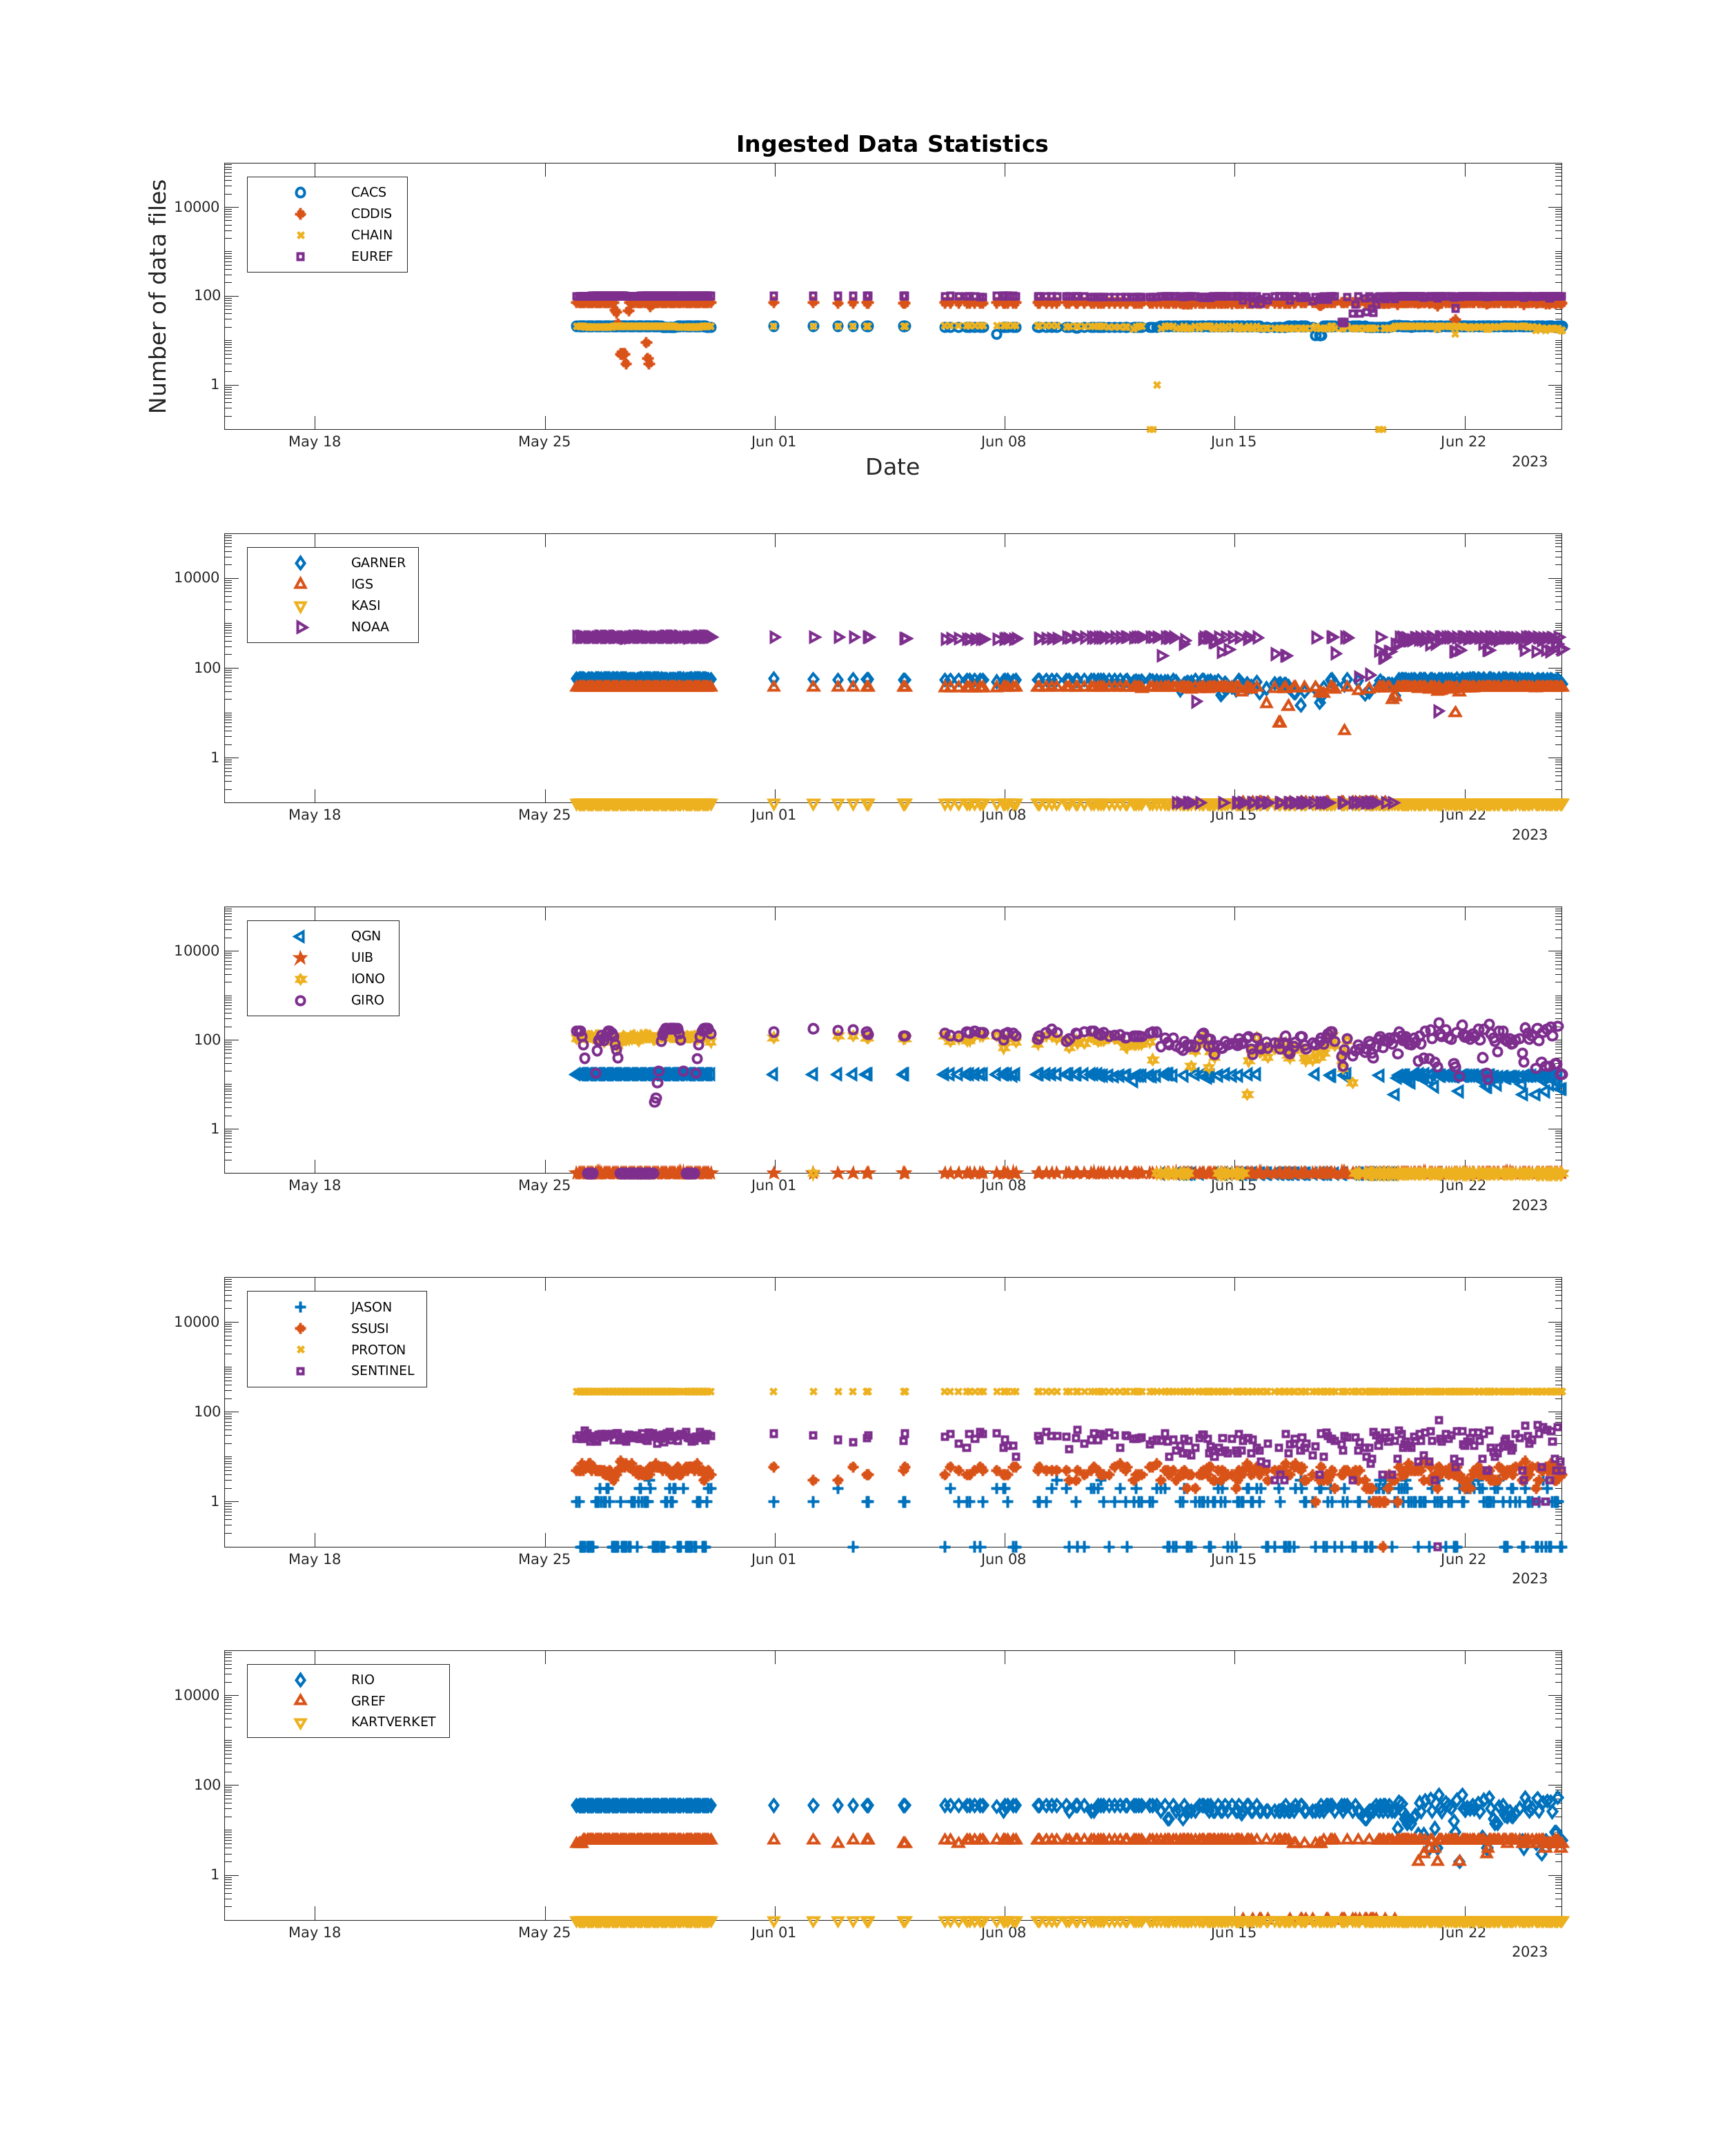 Ingested Data Statistics
Number of data files
10000
100
1
CACS
CDDIS
CHAIN
EUREF
May 18
May 25
Jun 01
Jun 08
Jun 15
Jun 22
2023
Date
10000
100
1
GARNER
IGS
KASI
NOAA
May 18
May 25
Jun 01
Jun 08
Jun 15
Jun 22
2023
10000
100
1
QGN
UIB
IONO
GIRO
May 18
May 25
Jun 01
Jun 08
Jun 15
Jun 22
2023
10000
100
1
JASON
SSUSI
PROTON
SENTINEL
May 18
May 25
Jun 01
Jun 08
Jun 15
Jun 22
2023
10000
100
1
RIO
GREF
KARTVERKET
May 18
May 25
Jun 01
Jun 08
Jun 15
Jun 22
2023